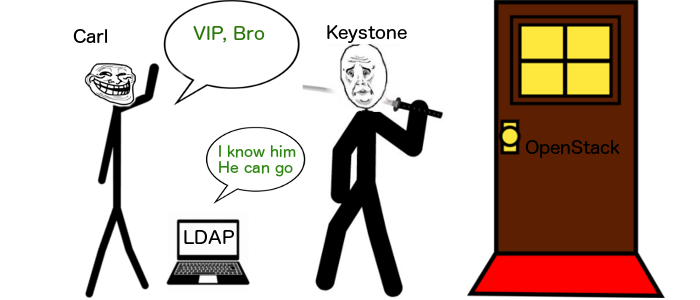 Carl
VIP, Bro
Keystone
I know him
He can go
LDAP
OpenStack